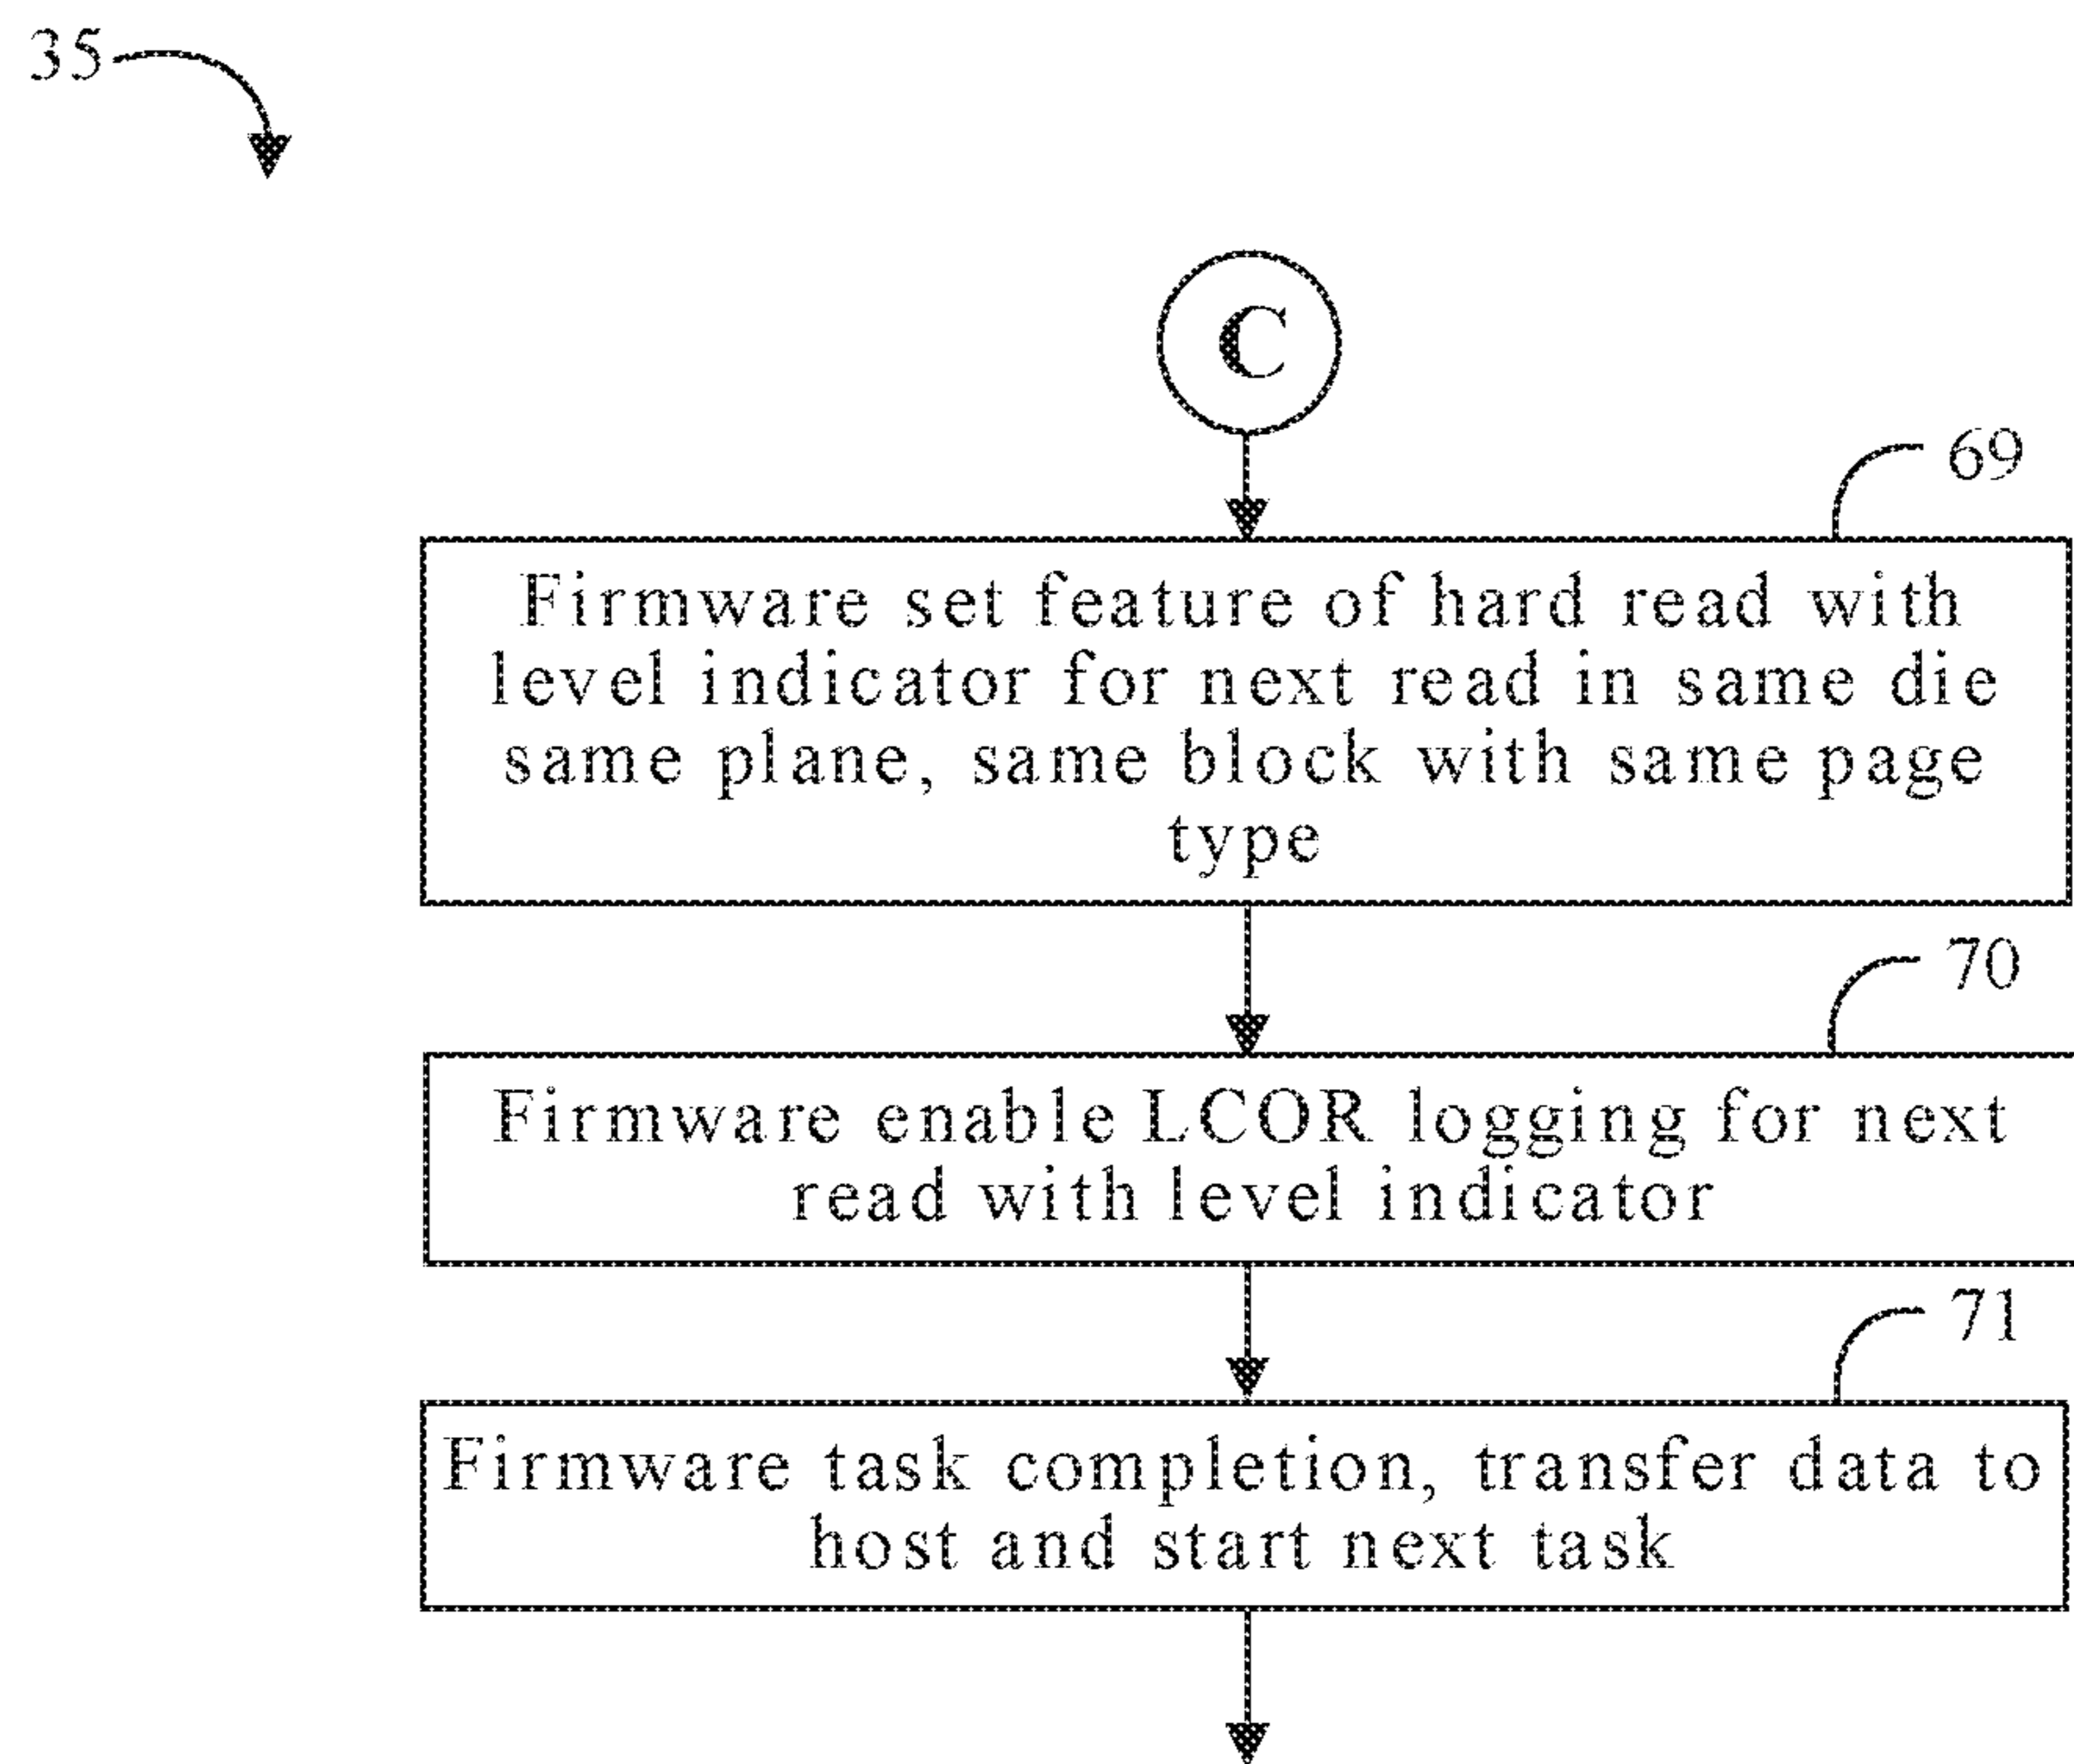 35
C
69
Firmware set feature of hard read with
level indicator for next read in same die
same plane, same block with same page
type
70
Firmware enable LCOR logging for next
read with level indicator
71
Firmware task completion, transfer data to
host and start next task